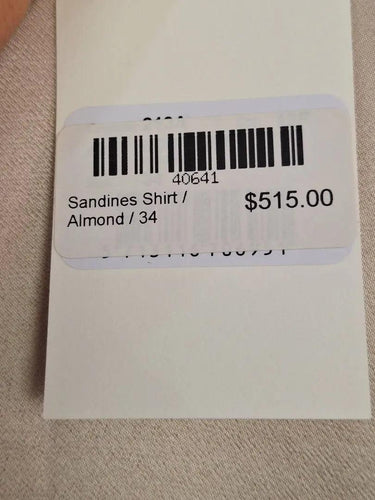 40641
Sandines Shirt /
Almond / 34
$515.00